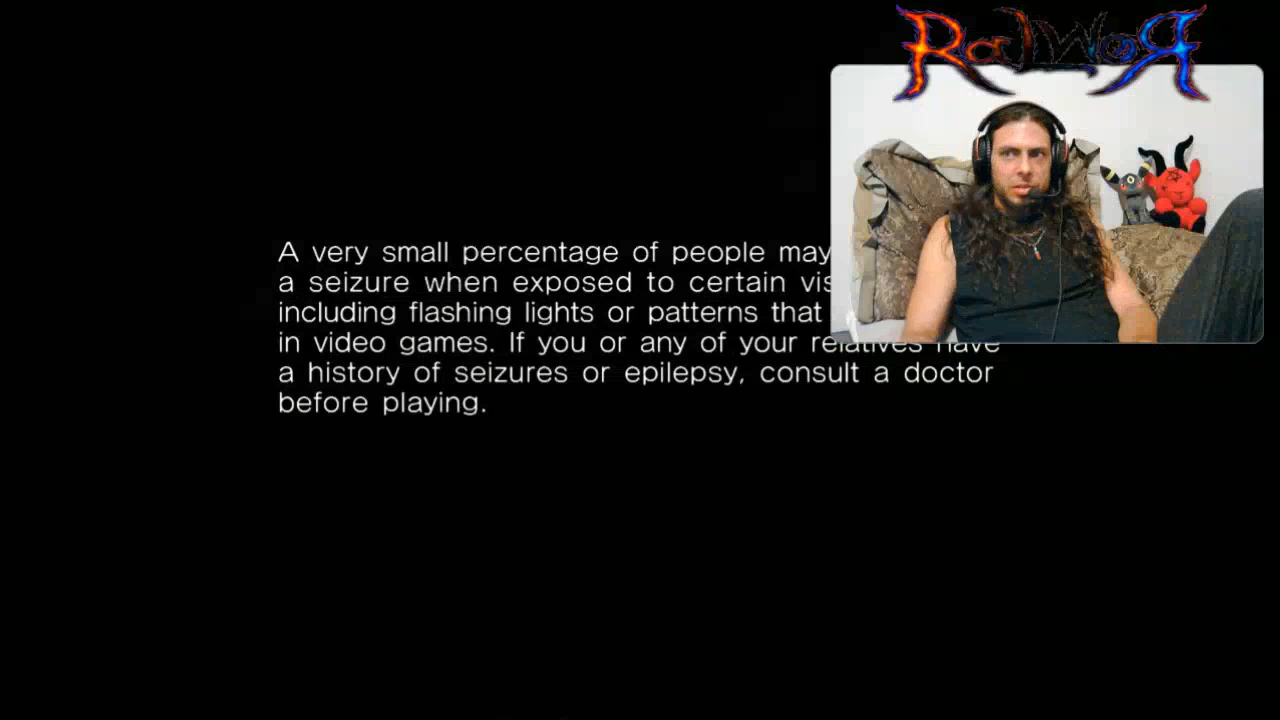 RalwoR
A very small percentage of people may
a seizure when exposed to certain vis
including flashing lights or patterns that
in video games. If you or any of your relatives have
a history of seizures or epilepsy, consult a doctor
before playing.